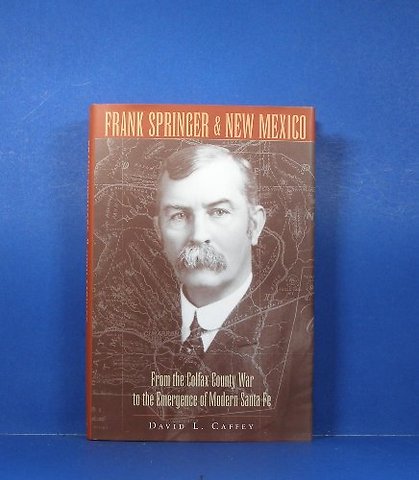 FRANK SPRINGER & NEW MEXICO
From the Colfax County War
to the Emergence of Modern Santa Fe
DAVID L. CAFFEY